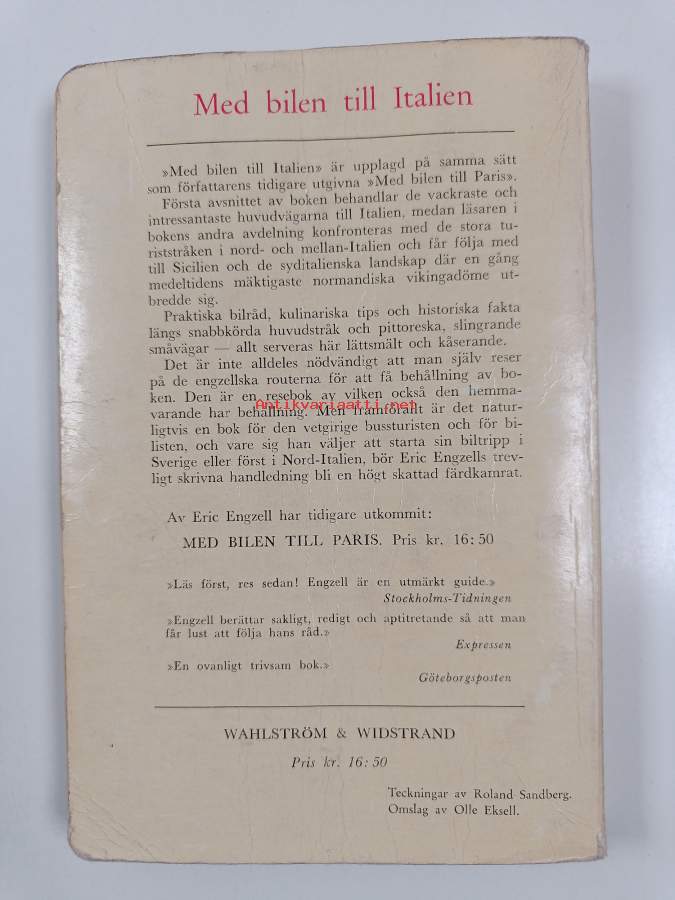 Med bilen till Italien
»Med bilen till Italien» är upplagd på samma sätt
som författarens tidigare utgivna »Med bilen till Paris».
Första avsnittet av boken behandlar de vackraste och
intressantaste huvudvägarna till Italien, medan läsaren i
bokens andra avdelning konfronteras med de stora tu-
riststråken i nord- och mellan-Italien och får följa med
till Sicilien och de syditalienska landskap där en gång
medeltidens mäktigaste normandiska vikingadöme ut-
bredde sig.
Praktiska bilråd, kulinariska tips och historiska fakta
längs snabbkörda huvudstråk och pittoreska, slingrande
småvägar — allt serveras här lättsmält och kåserande.
Det är inte alldeles nödvändigt att man själv reser
på de engzellska routerna för att få behållning av bo-
ken. Den är en resebok av vilken också den hemma-
Antikvariaatti.net
varande har behållning. Men framförallt är det natur-
ligtvis en bok för den vetgirige bussturisten och för bi-
listen, och vare sig han väljer att starta sin biltripp i
Sverige eller först i Nord-Italien, bör Eric Engzells trev-
ligt skrivna handledning bli en högt skattad färdkamrat.
Av Eric Engzell har tidigare utkommit:
MED BILEN TILL PARIS. Pris kr. 16:50
»Läs först, res sedan! Engzell är en utmärkt guide.»
Stockholms-Tidningen
»Engzell berättar sakligt, redigt och aptitretande så att man
får lust att följa hans råd.»
Expressen
»En ovanligt trivsam bok.»
Göteborgsposten
WAHLSTRÖM & WIDSTRAND
Pris kr. 16:50
Teckningar av Roland Sandberg.
Omslag av Olle Eksell.